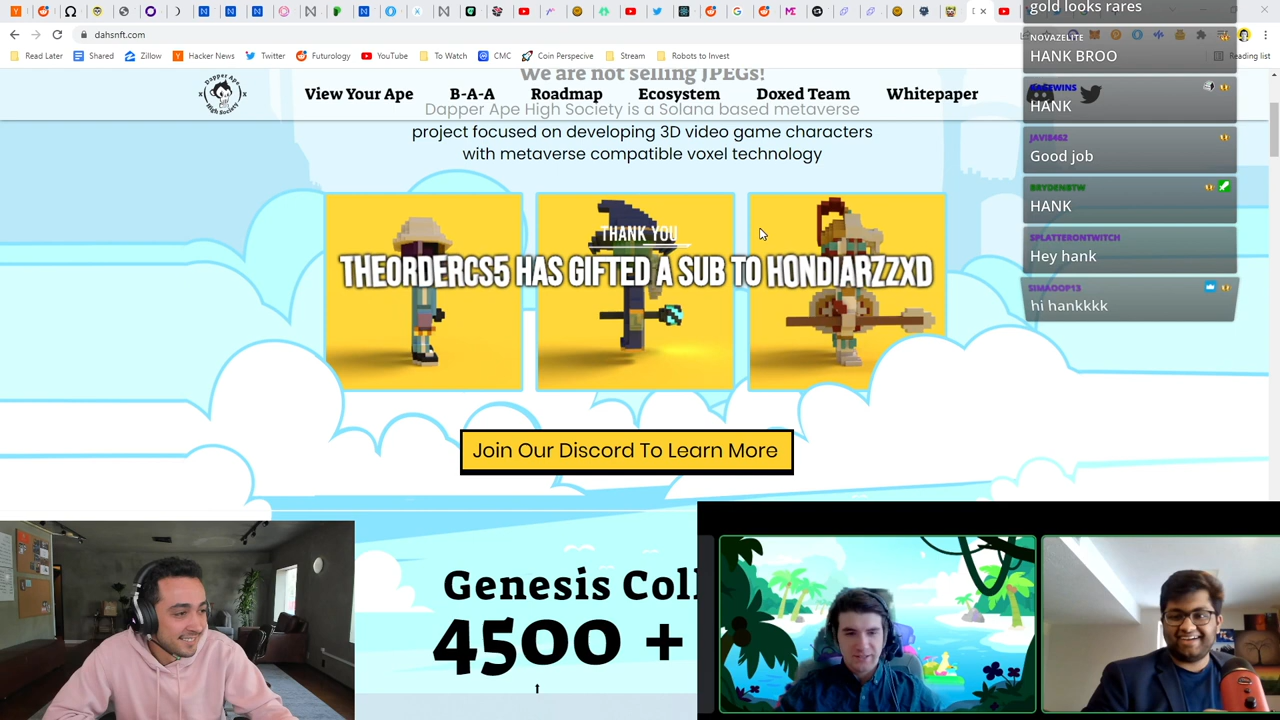 dahsnft.com
Read Later
Shared
Zillow
Hacker News
Twitter
Futurology
YouTube
To Watch
CMC
Coin Perspecive
Stream
Robots to Invest
Reading list
We are not selling JPEGs!
View Your Ape
B-A-A
Roadmap
Ecosystem
Doxed Team
Whitepaper
Dapper Ape
High Society
Dapper Ape High Society is a Solana based metaverse
project focused on developing 3D video game characters
with metaverse compatible voxel technology
THANK YOU
THEORDERCS5 HAS GIFTED A SUB TO HONDIARZZXD
Join Our Discord To Learn More
Genesis Coll
4500 +
gold looks rares
NOVAZELITE
HANK BROO
HANK
JAVI8462
Good job
BRYDENBTW
HANK
SPLATTERONTWITCH
Hey hank
SIMAOOP13
hi hankkkk